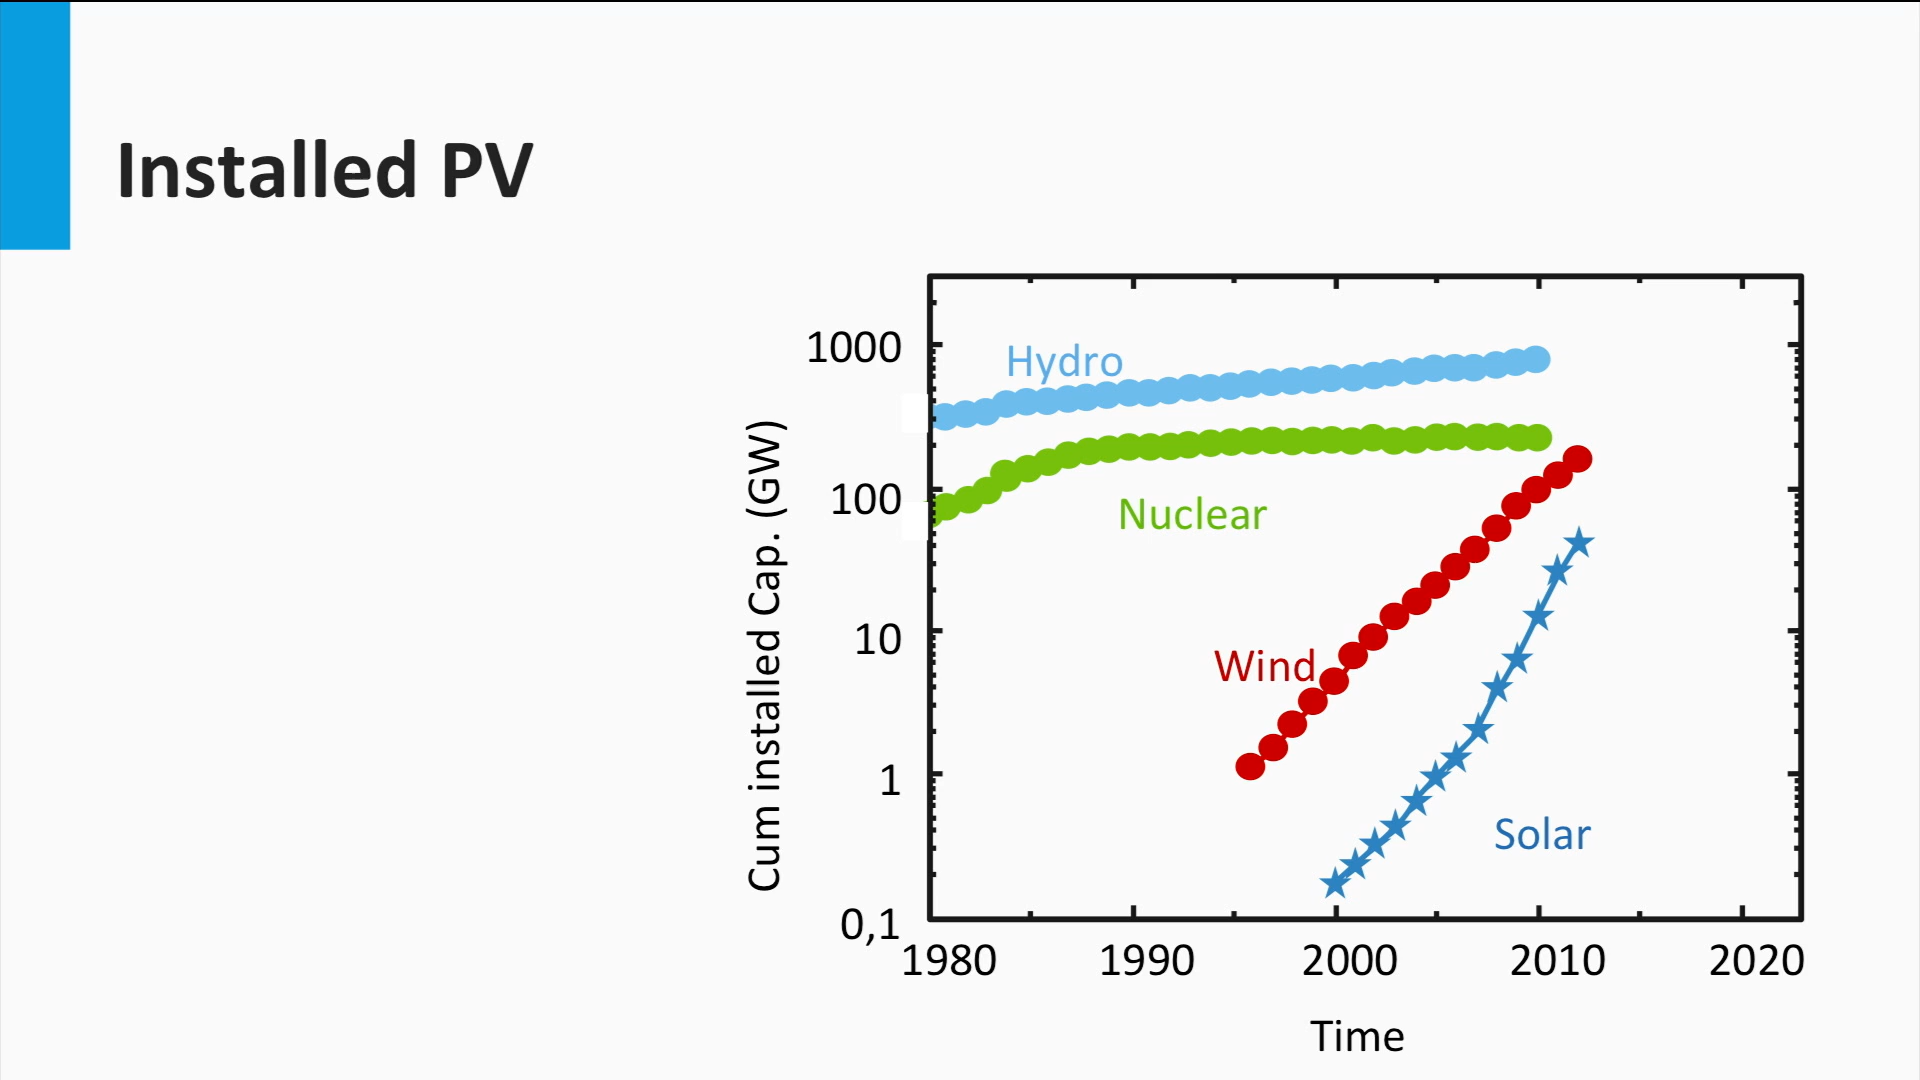 Installed PV
Cum installed Cap. (GW)
1000
100
10
1
0,1
Hydro
Nuclear
Wind
Solar
1980 1990 2000 2010 2020
Time